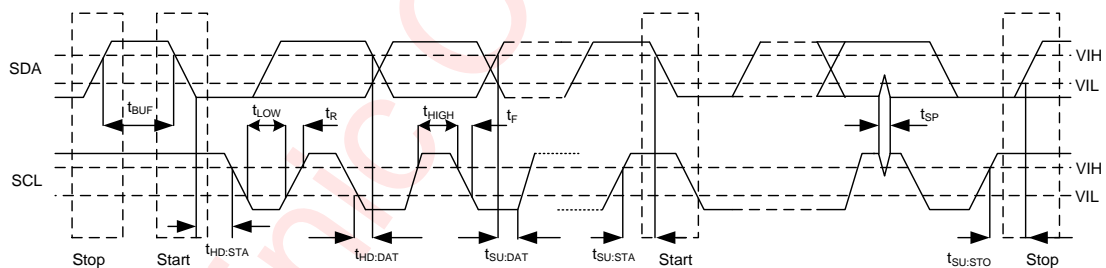 SDA
VIH
VIL
tBUF
tLOW
tR
tHIGH
tF
tSP
SCL
VIH
VIL
tHD:STA
tHD:DAT
tSU:DAT
tSU:STA
tSU:STO
Stop
Start
Start
Stop